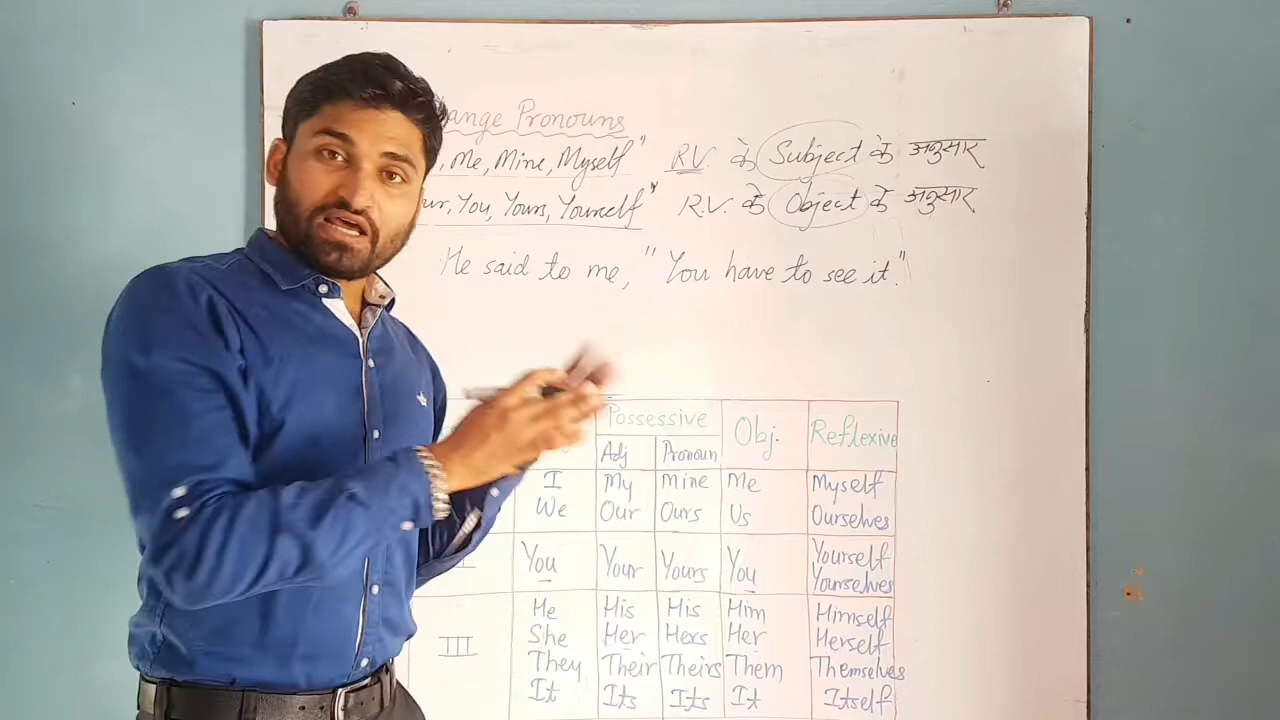 ange Pronouns
, Me, Mine, Myself" R.V. के Subject के अनुसार
ur, You, Yours, Yourself" R.V. के Object के अनुसार
He said to me, "You have to see it."
Possessive Obj. Reflexive
Adj Pronoun
I My mine Me Myself
We Our Ours Us Ourselves
You Your Yours You Yourself
Yourselves
He His His Him Himself
III She Her Hers Her Herself
They Their Theirs Them Themselves
It Its Its It Itself